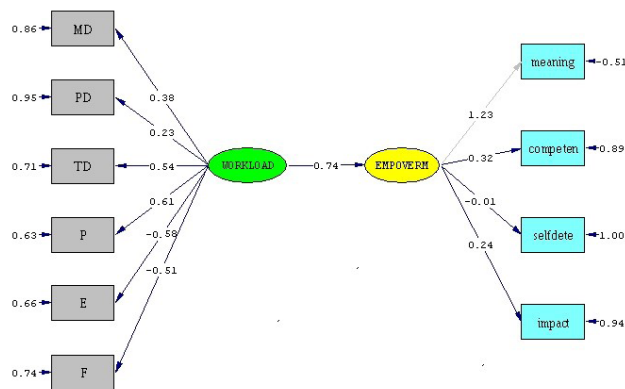 0.86
MD
0.95
PD
0.71
TD
0.63
P
0.66
E
0.74
F
0.38
0.23
0.54
0.61
-0.58
-0.51
WORKLOAD
0.74
EMPOVERM
1.23
0.32
-0.01
0.24
meaning
-0.51
competen
0.89
selfdete
1.00
impact
0.94